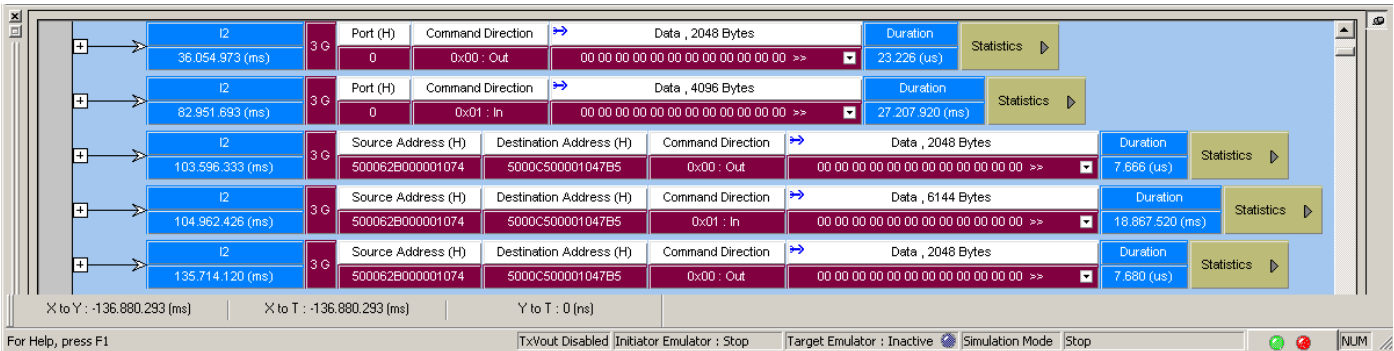 I2 Port (H) Command Direction Data , 2048 Bytes Duration Statistics
36.054.973 (ms) 3 G 0 0x00 : Out 00 00 00 00 00 00 00 00 00 00 00 00 >> 23.226 (us)
I2 Port (H) Command Direction Data , 4096 Bytes Duration Statistics
82.951.693 (ms) 3 G 0 0x01 : In 00 00 00 00 00 00 00 00 00 00 00 00 00 >> 27.207.920 (ms)
I2 Source Address (H) Destination Address (H) Command Direction Data , 2048 Bytes Duration Statistics
103.596.333 (ms) 3 G 500062B000001074 5000C500001047B5 0x00 : Out 00 00 00 00 00 00 00 00 00 00 00 00 >> 7.666 (us)
I2 Source Address (H) Destination Address (H) Command Direction Data , 6144 Bytes Duration Statistics
104.962.426 (ms) 3 G 500062B000001074 5000C500001047B5 0x01 : In 00 00 00 00 00 00 00 00 00 00 00 00 >> 18.867.520 (ms)
I2 Source Address (H) Destination Address (H) Command Direction Data , 2048 Bytes Duration Statistics
135.714.120 (ms) 3 G 500062B000001074 5000C500001047B5 0x00 : Out 00 00 00 00 00 00 00 00 00 00 00 00 >> 7.680 (us)
X to Y : -136.880.293 (ms) X to T : -136.880.293 (ms) Y to T : 0 (ns)
For Help, press F1 TxVout Disabled Initiator Emulator : Stop Target Emulator : Inactive Simulation Mode Stop NUM